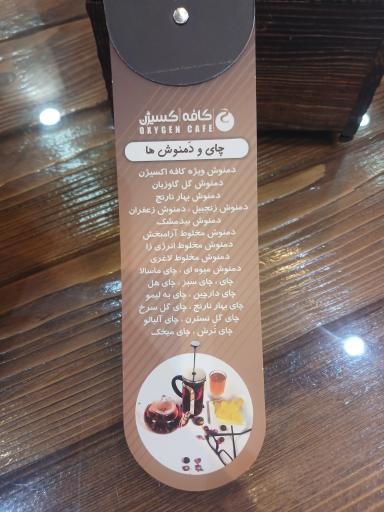 کافه اکسیژن
OXYGEN CAFE
چای و دَمنوش ها
دمنوش ویژه کافه اکسیژن
دمنوش گل گاوزبان
دمنوش بهار نارنج
دمنوش زنجبیل ، دمنوش زعفران
دمنوش بیدمشک
دمنوش مخلوط آرامبخش
دمنوش مخلوط انرژی زا
دمنوش مخلوط لاغری
دمنوش میوه ای ، چای ماسالا
چای ، چای سبز ، چای هل
چای دارچین ، چای به لیمو
چای بهار نارنج ، چای گل سرخ
چای گل نسترن ، چای آلبالو
چای تُرش ، چای میخک